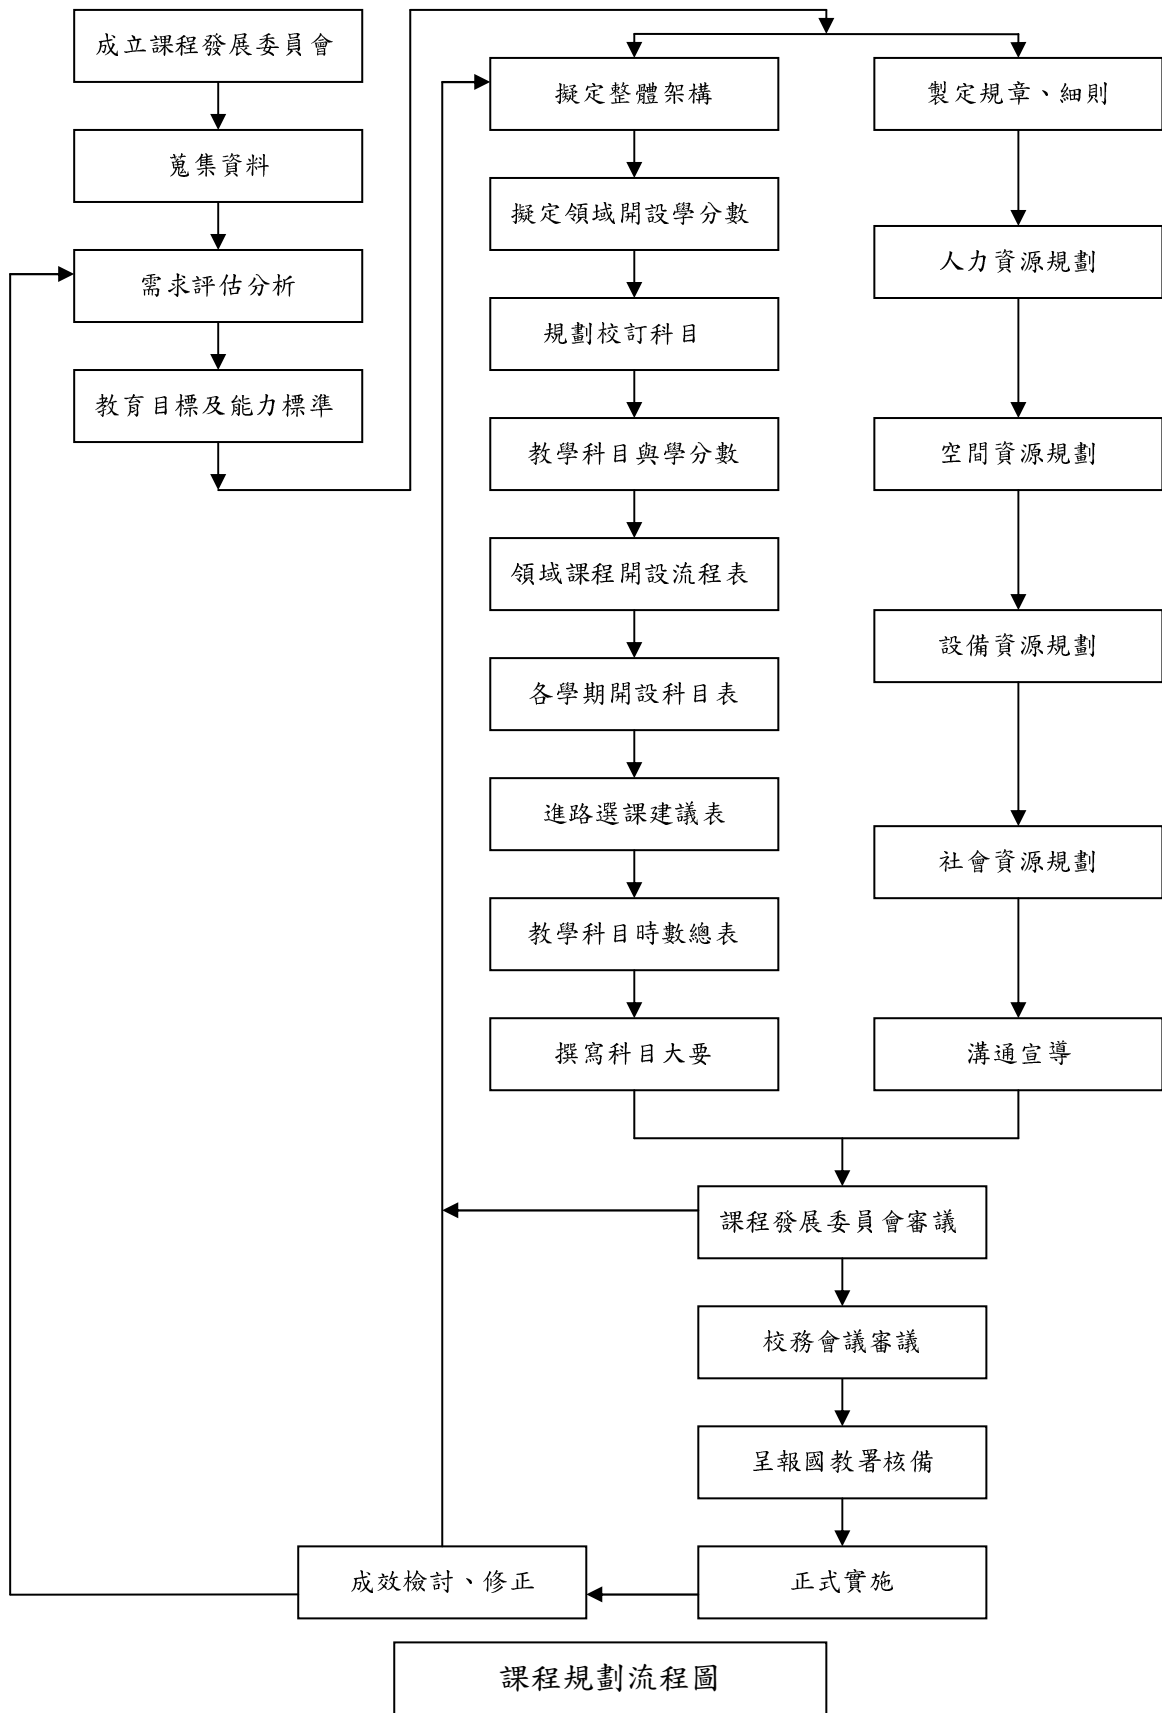 成立課程發展委員會
蒐集資料
需求評估分析
教育目標及能力標準
擬定整體架構
擬定領域開設學分數
規劃校訂科目
教學科目與學分數
領域課程開設流程表
各學期開設科目表
進路選課建議表
教學科目時數總表
撰寫科目大要
製定規章、細則
人力資源規劃
空間資源規劃
設備資源規劃
社會資源規劃
溝通宣導
課程發展委員會審議
校務會議審議
呈報國教署核備
正式實施
成效檢討、修正
課程規劃流程圖